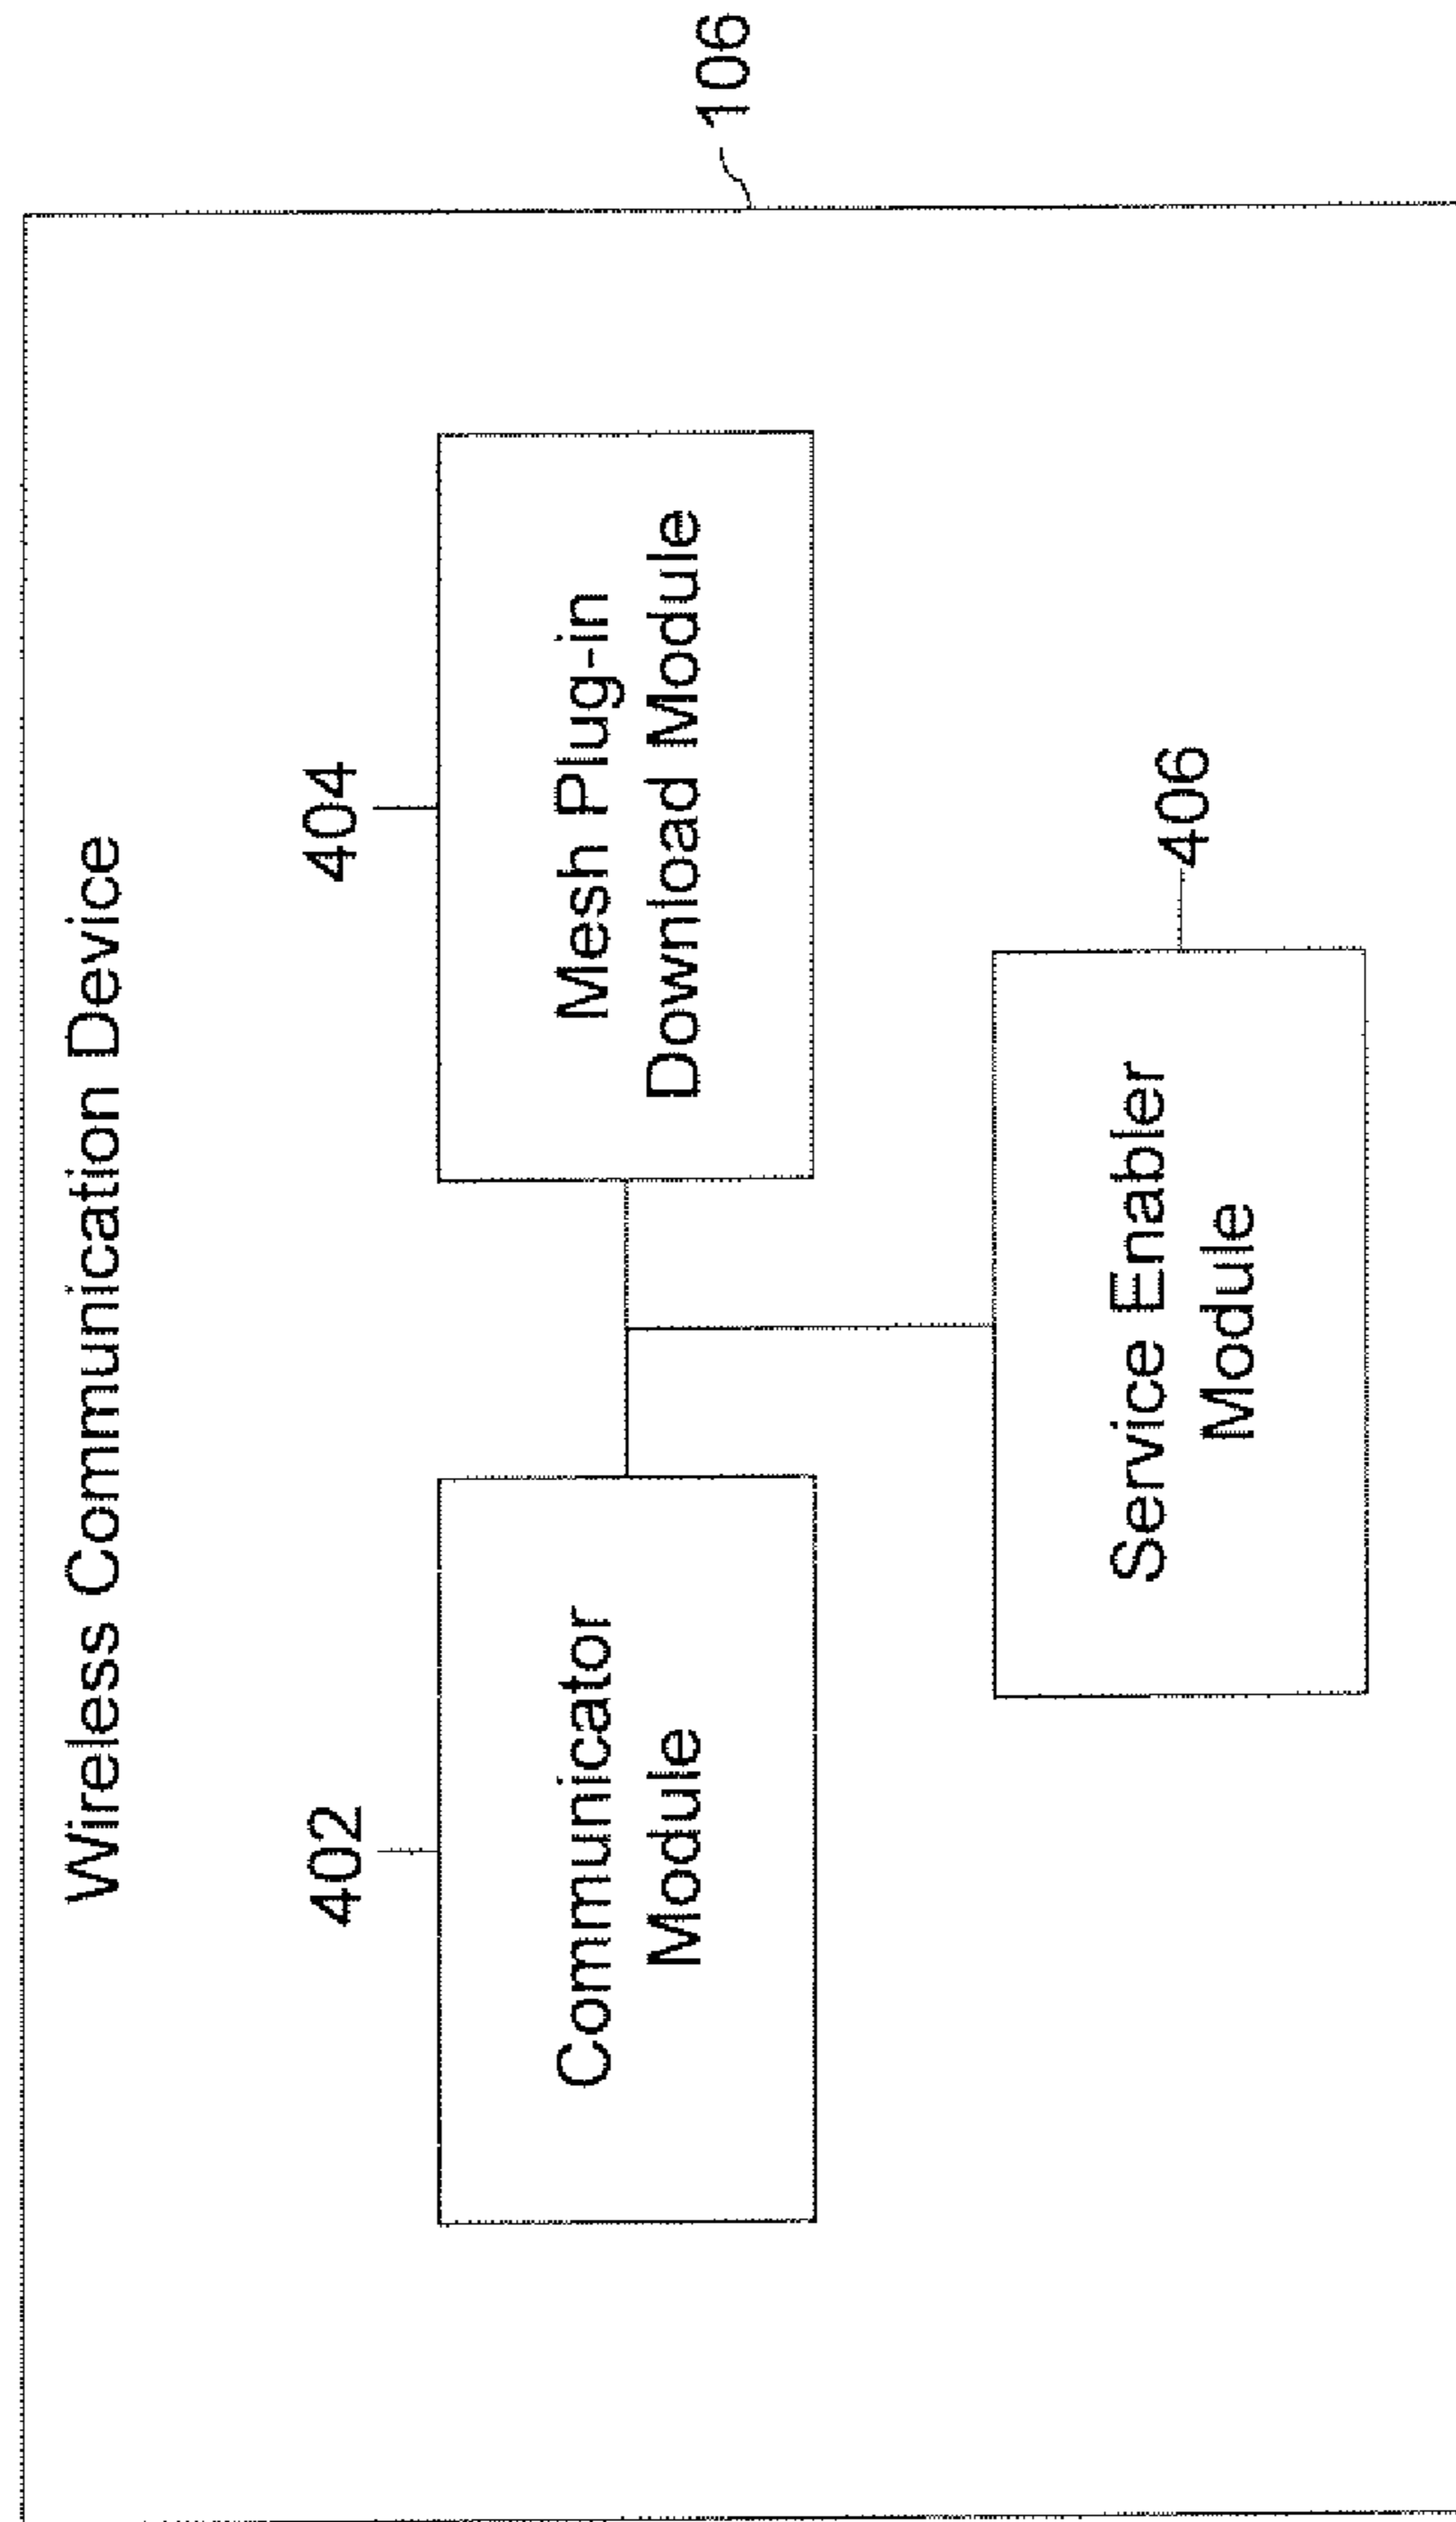 Wireless Communication Device
402
404
Communicator
Module
Mesh Plug-in
Download Module
106
406
Service Enabler
Module